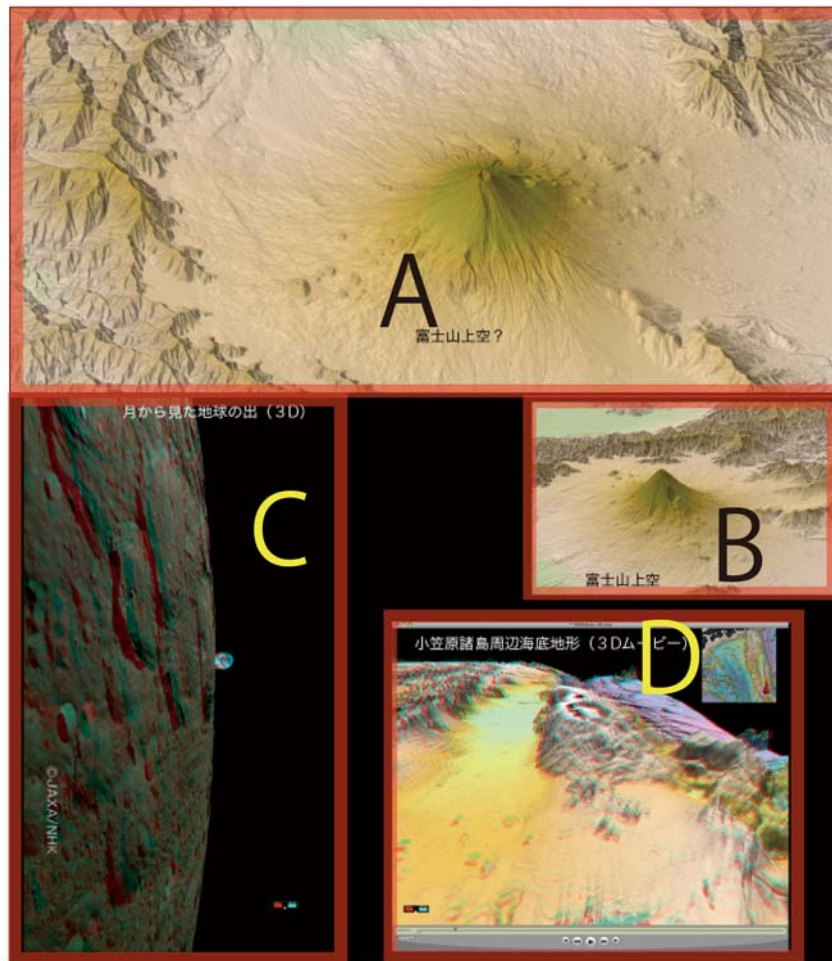 A
富士山上空？
月から見た地球の出（3D）
C
©JAXA/NHK
B
富士山上空
小笠原諸島周辺海底地形（3Dムービー）
D